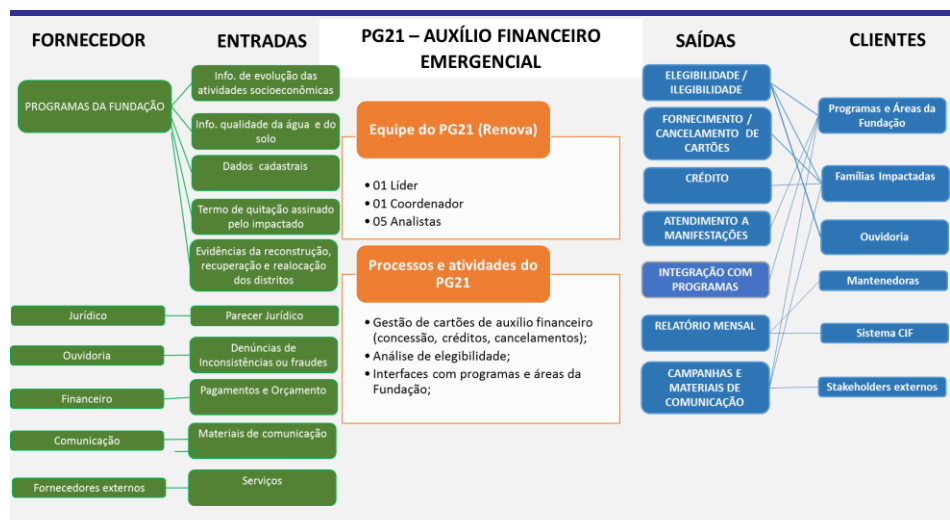 FORNECEDOR
ENTRADAS
PG21 – AUXÍLIO FINANCEIRO
EMERGENCIAL
SAÍDAS
CLIENTES
PROGRAMAS DA FUNDAÇÃO
Jurídico
Ouvidoria
Financeiro
Comunicação
Fornecedores externos
Info. de evolução das
atividades socioeconômicas
Info. qualidade da água e do
solo
Dados cadastrais
Termo de quitação assinado
pelo impactado
Evidências da reconstrução,
recuperação e realocação
dos distritos
Parecer Jurídico
Denúncias de
Inconsistências ou fraudes
Pagamentos e Orçamento
Materiais de comunicação
Serviços
Equipe do PG21 (Renova)
• 01 Líder
• 01 Coordenador
• 05 Analistas
Processos e atividades do
PG21
• Gestão de cartões de auxílio financeiro
(concessão, créditos, cancelamentos);
• Análise de elegibilidade;
• Interfaces com programas e áreas da
Fundação;
ELEGIBILIDADE /
ILEGIBILIDADE
FORNECIMENTO /
CANCELAMENTO DE
CARTÕES
CRÉDITO
ATENDIMENTO A
MANIFESTAÇÕES
INTEGRAÇÃO COM
PROGRAMAS
RELATÓRIO MENSAL
CAMPANHAS E
MATERIAIS DE
COMUNICAÇÃO
Programas e Áreas da
Fundação
Famílias Impactadas
Ouvidoria
Mantenedoras
Sistema CIF
Stakeholders externos